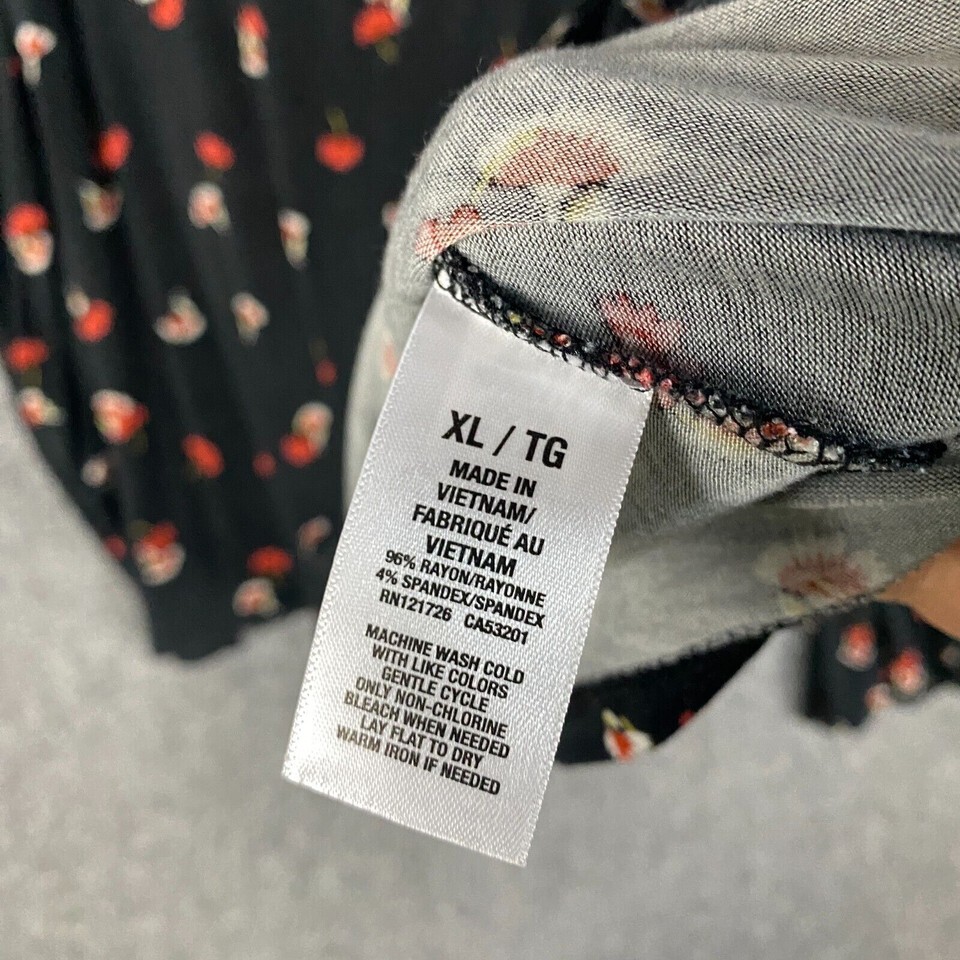 XL / TG
MADE IN
VIETNAM/
FABRIQUÉ AU
VIETNAM
96% RAYON/RAYONNE
4% SPANDEX/SPANDEX
RN121726 CA53201
MACHINE WASH COLD
WITH LIKE COLORS
GENTLE CYCLE
ONLY NON-CHLORINE
BLEACH WHEN NEEDED
LAY FLAT TO DRY
WARM IRON IF NEEDED